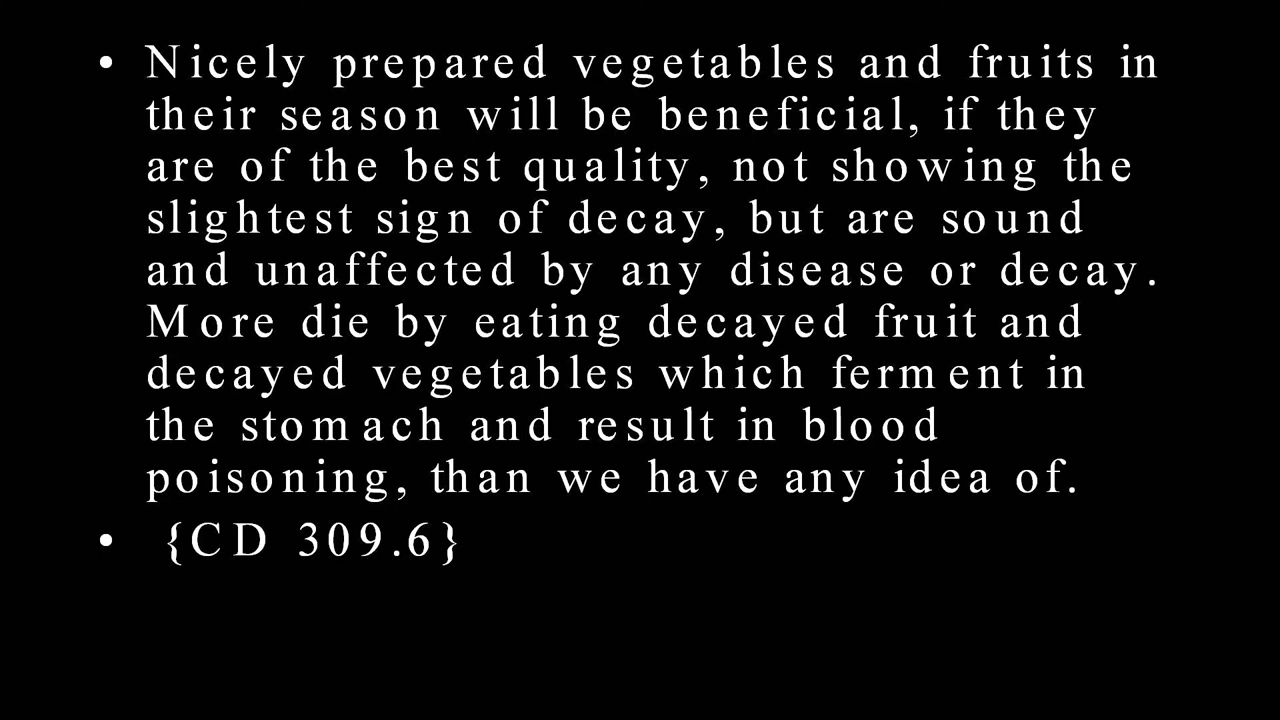 • Nicely prepared vegetables and fruits in
their season will be beneficial, if they
are of the best quality, not showing the
slightest sign of decay, but are sound
and unaffected by any disease or decay.
More die by eating decayed fruit and
decayed vegetables which ferment in
the stomach and result in blood
poisoning, than we have any idea of.
• {CD 309.6}